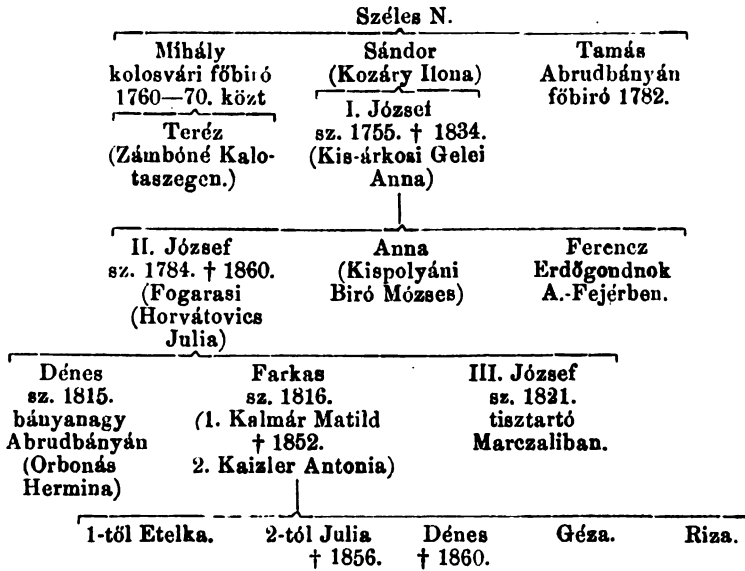 Széles N.
Mihály
kolosvári főbiró
1760—70. közt
Sándor
(Kozáry Ilona)
Tamás
Abrudbányán
főbiró 1782.
Teréz
(Zámbóné Kalo-
taszegen.)
I. József
sz. 1755. † 1834.
(Kis-árkosi Gelei
Anna)
II. József
sz. 1784. † 1860.
(Fogarasi
(Horvátovics
Julia)
Anna
(Kispolyáni
Biró Mózses)
Ferencz
Erdőgondnok
A.-Fejérben.
Dénes
sz. 1815.
bányanagy
Abrudbányán
(Orbonás
Hermina)
Farkas
sz. 1816.
(1. Kalmár Matild
† 1852.
2. Kaizler Antonia)
III. József
sz. 1821.
tisztartó
Marczaliban.
1-től Etelka.
2-tól Julia
† 1856.
Dénes
† 1860.
Géza.
Riza.